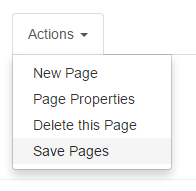 Actions
New Page
Page Properties
Delete this Page
Save Pages